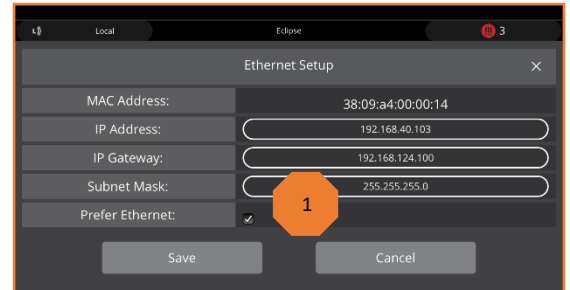 Local Eclipse 3
Ethernet Setup
MAC Address: 38:09:a4:00:00:14
IP Address: 192.168.40.103
IP Gateway: 192.168.124.100
Subnet Mask: 255.255.255.0
Prefer Ethernet:
1
Save Cancel